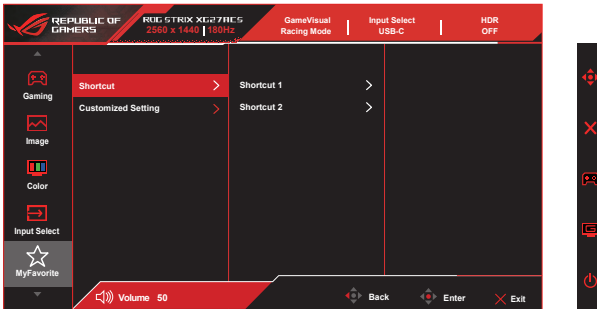 REPUBLIC OF
GAMERS
ROG STRIX XG27ACS
2560 x 1440 180Hz
GameVisual
Racing Mode
Input Select
USB-C
HDR
OFF
Gaming
Image
Color
Input Select
MyFavorite
Shortcut
Customized Setting
Shortcut 1
Shortcut 2
Volume 50
Back
Enter
Exit